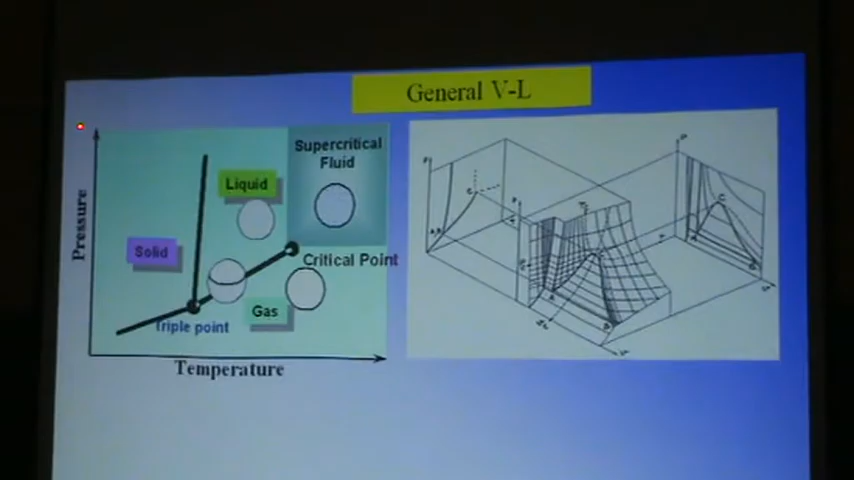 General V-L
Supercritical
Fluid
Liquid
Pressure
Solid
Critical Point
Gas
Triple point
Temperature